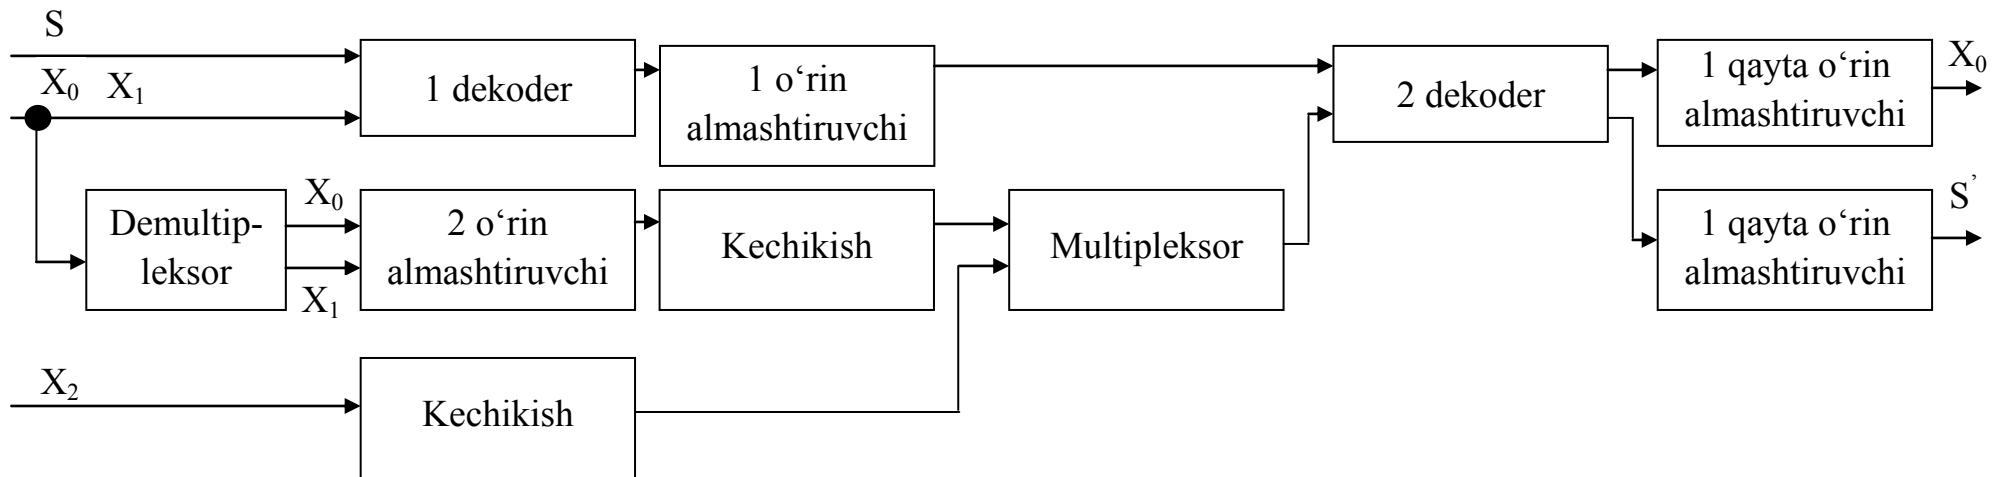 S
X₀ X₁
1 dekoder
1 o‘rin
almashtiruvchi
2 dekoder
1 qayta o‘rin
almashtiruvchi
X₀
Demultip-
leksor
X₀
X₁
2 o‘rin
almashtiruvchi
Kechikish
Multipleksor
1 qayta o‘rin
almashtiruvchi
S’
X₂
Kechikish